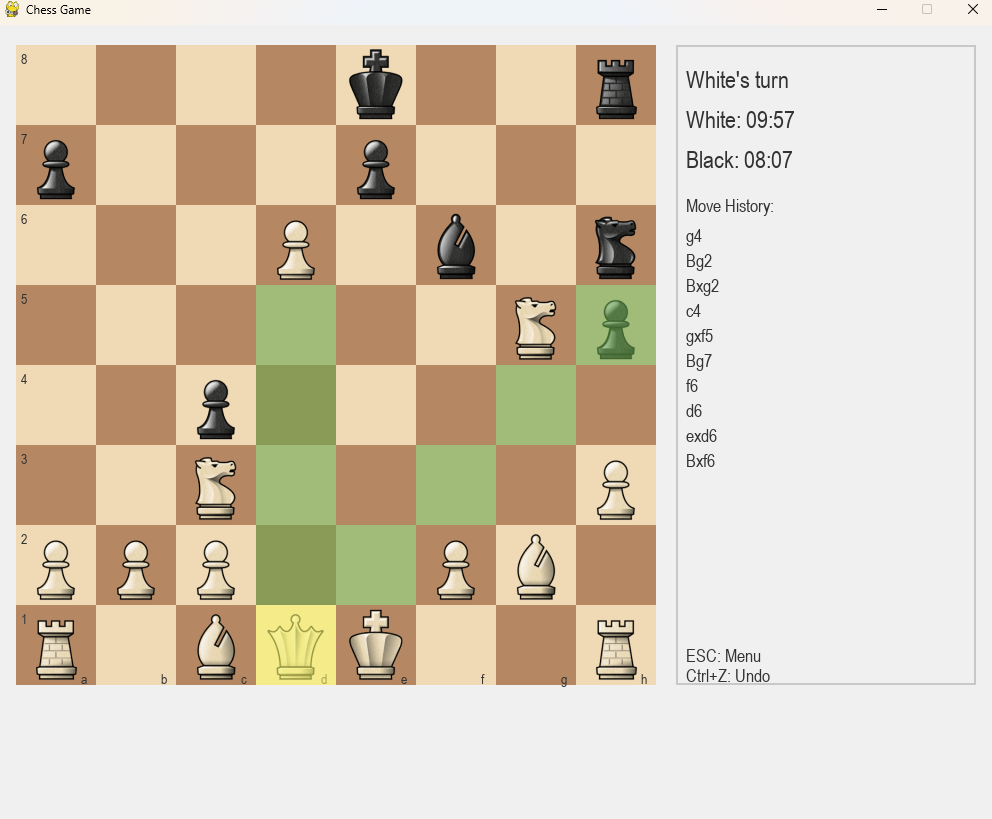 Chess Game
8
7
6
5
4
3
2
1
a b c d e f g h
White's turn
White: 09:57
Black: 08:07
Move History:
g4
Bg2
Bxg2
c4
gxf5
Bg7
f6
d6
exd6
Bxf6
ESC: Menu
Ctrl+Z: Undo